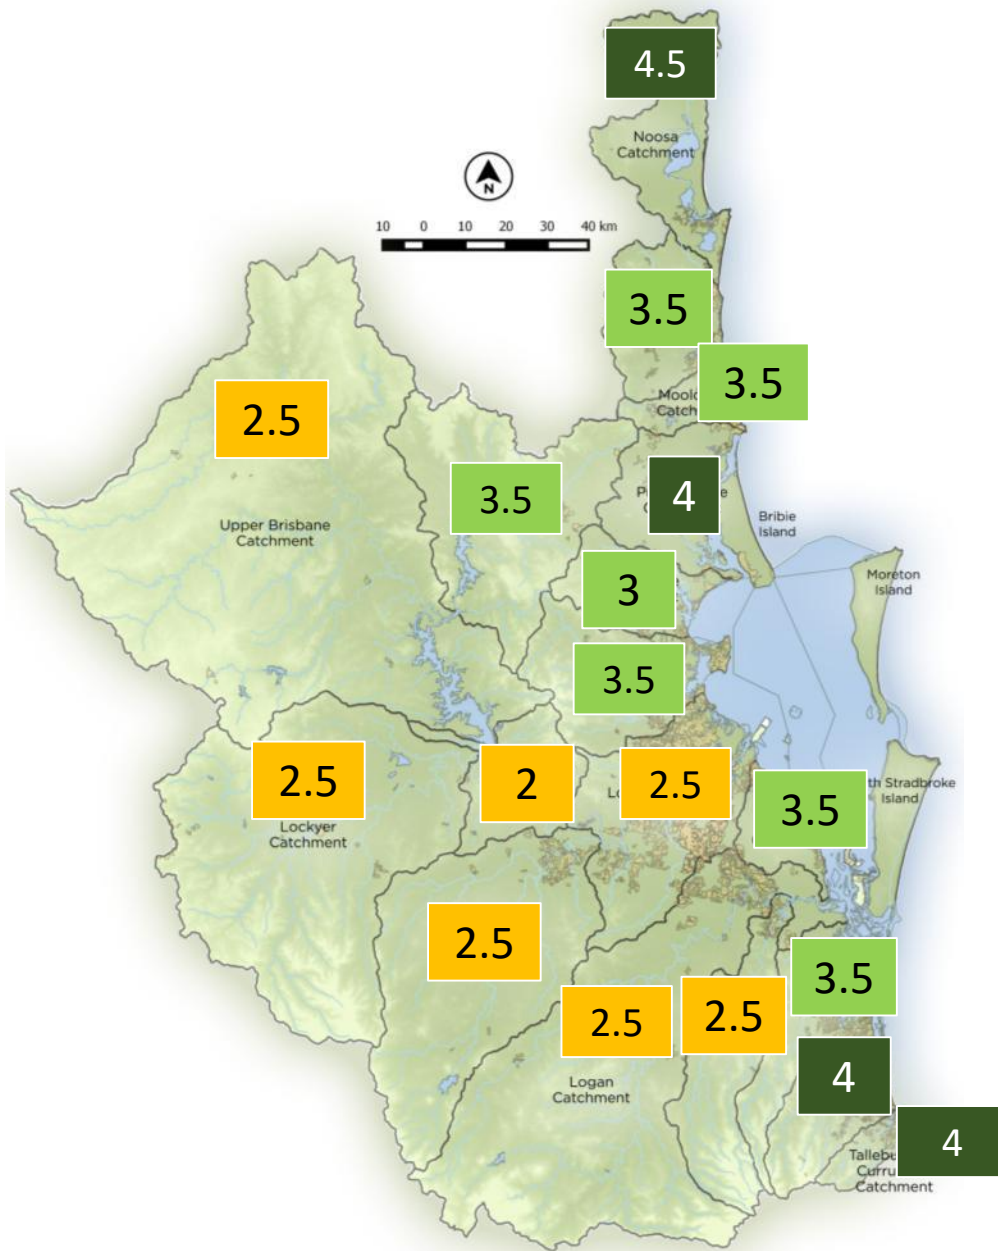 4.5
Noosa
Catchment
N
10 0 10 20 30 40 km
3.5
3.5
2.5
3.5
4
Upper Brisbane
Catchment
Bribie
Island
3
Moreton
Island
3.5
2.5
2
2.5
3.5
Stradbroke
Island
Lockyer
Catchment
2.5
3.5
2.5
2.5
4
Logan
Catchment
4
Catchment